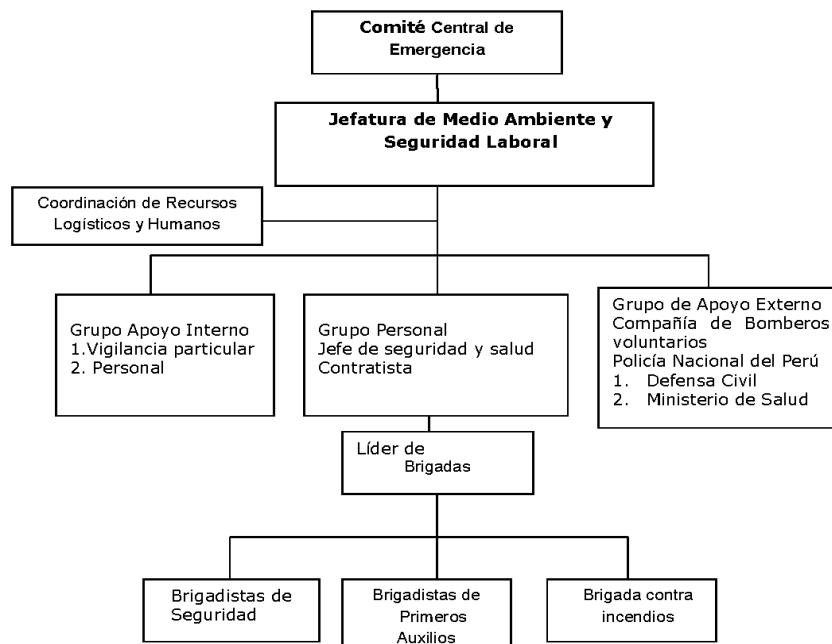 Comité Central de
Emergencia
Jefatura de Medio Ambiente y
Seguridad Laboral
Coordinación de Recursos
Logísticos y Humanos
Grupo Apoyo Interno
1.Vigilancia particular
2. Personal
Grupo Personal
Jefe de seguridad y salud
Contratista
Grupo de Apoyo Externo
Compañía de Bomberos
voluntarios
Policía Nacional del Perú
1. Defensa Civil
2. Ministerio de Salud
Líder de
Brigadas
Brigadistas de
Seguridad
Brigadistas de
Primeros
Auxilios
Brigada contra
incendios